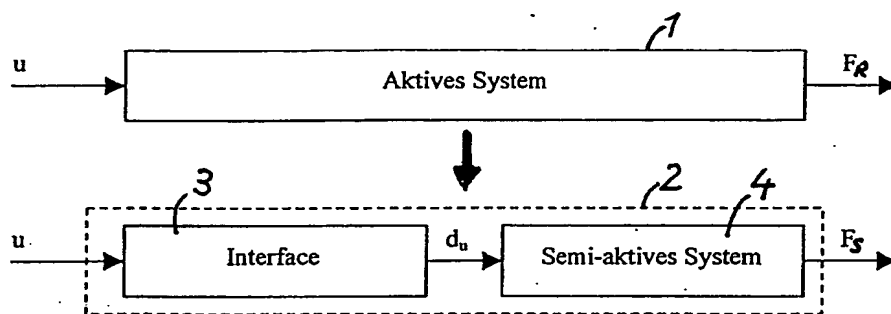 1
u
Aktives System
F_R
3
2
4
u
Interface
d_u
Semi-aktives System
F_S